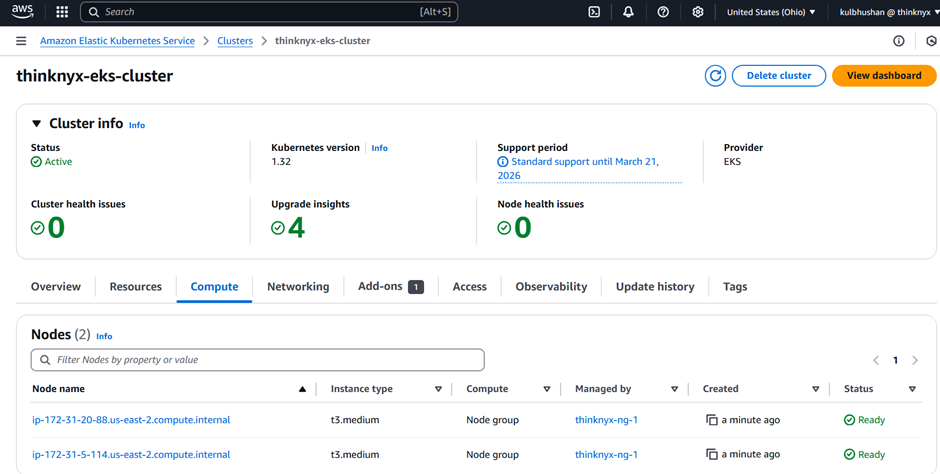 aws Search [Alt+S] United States (Ohio) ▼ kulbhushan @ thinknyx ▼
Amazon Elastic Kubernetes Service > Clusters > thinknyx-eks-cluster
thinknyx-eks-cluster Delete cluster View dashboard
▼ Cluster info Info
Status Kubernetes version Info Support period Provider
Active 1.32 Standard support until March 21, EKS
2026
Cluster health issues Upgrade insights Node health issues
0 4 0
Overview Resources Compute Networking Add-ons 1 Access Observability Update history Tags
Nodes (2) Info
Filter Nodes by property or value < 1 >
Node name Instance type Compute Managed by Created Status
ip-172-31-20-88.us-east-2.compute.internal t3.medium Node group thinknyx-ng-1 a minute ago Ready
ip-172-31-5-114.us-east-2.compute.internal t3.medium Node group thinknyx-ng-1 a minute ago Ready